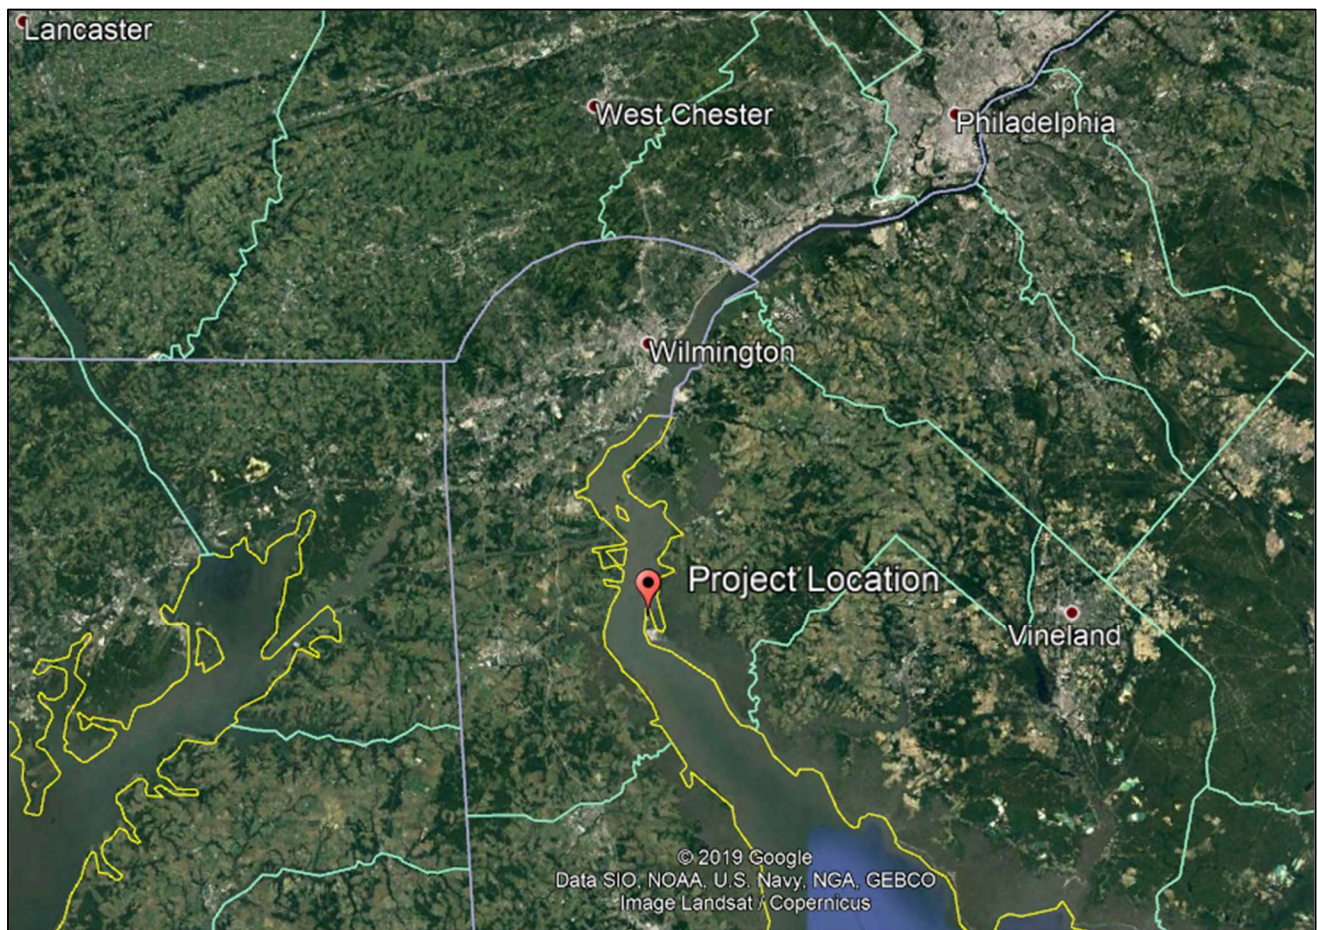 Lancaster
West Chester
Philadelphia
Wilmington
Project Location
Vineland
© 2019 Google
Data SIO, NOAA, U.S. Navy, NGA, GEBCO
Image Landsat / Copernicus